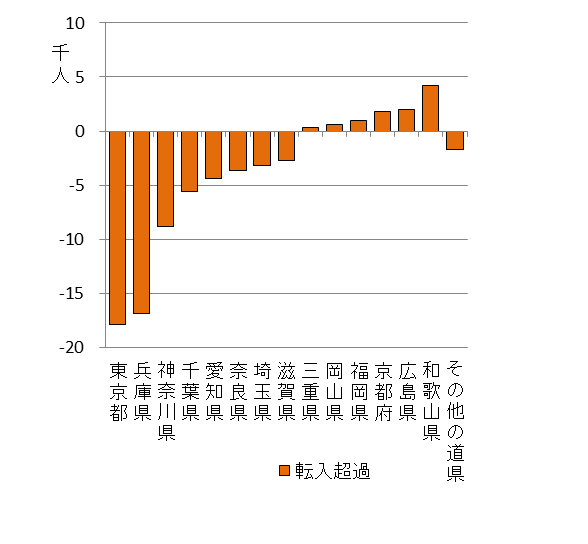 千人
10
5
0
-5
-10
-15
-20
東京都
兵庫県
神奈川県
千葉県
愛知県
奈良県
埼玉県
滋賀県
三重県
岡山県
福岡県
京都府
広島県
和歌山県
その他の道県
転入超過